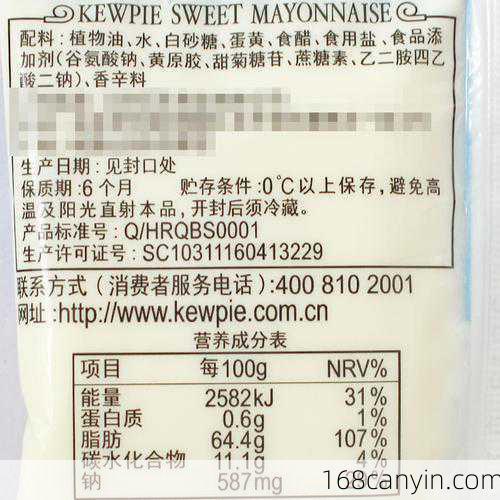 KEWPIE SWEET MAYONNAISE
配料：植物油、水、白砂糖、蛋黄、食醋、食用盐、食品添
加剂(谷氨酸钠、黄原胶、甜菊糖苷、蔗糖素、乙二胺四乙
酸二钠)、香辛料
生产日期：见封口处
保质期:6个月 贮存条件:0℃以上保存，避免高
温及阳光直射本品，开封后须冷藏。
产品标准号：Q/HRQBS0001
生产许可证号：SC10311160413229
联系方式（消费者服务电话）:400 810 2001
网址:http://www.kewpie.com.cn
营养成分表
项目 每100g NRV%
能量 2582kJ 31%
蛋白质 0.6g 1%
脂肪 64.4g 107%
碳水化合物 11.1g 4%
钠 587mg
168canyin.com